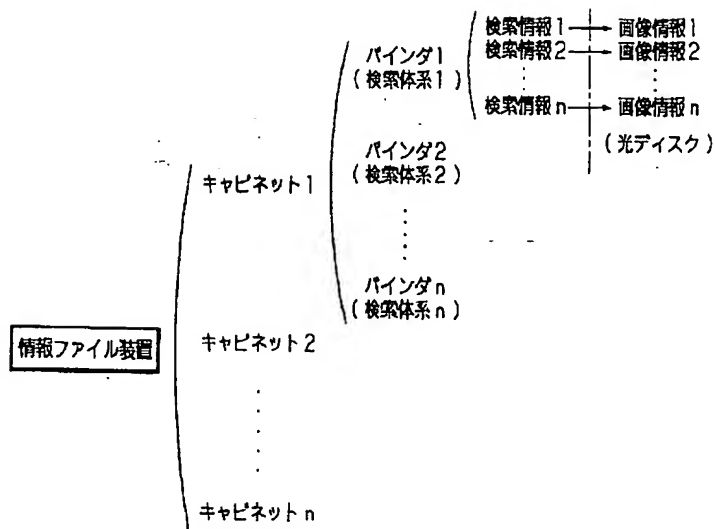 検索情報1 → 画像情報1
検索情報2 → 画像情報2
検索情報n → 画像情報n
(光ディスク)
バインダ1
(検索体系1)
バインダ2
(検索体系2)
バインダn
(検索体系n)
キャビネット1
キャビネット2
キャビネットn
情報ファイル装置